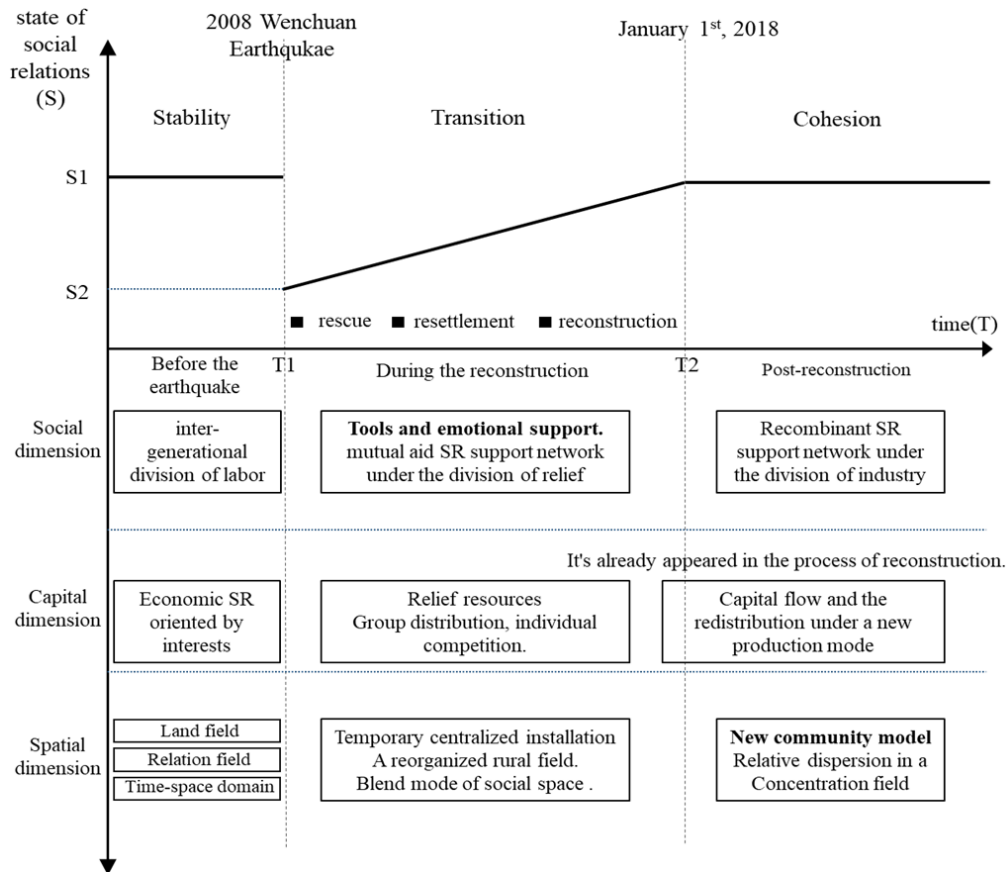 state of
social
relations
(S)
2008 Wenchuan
Earthqukae
January 1st, 2018
Stability
Transition
Cohesion
S1
S2
■ rescue ■ resettlement ■ reconstruction
time(T)
Before the
earthquake
T1
During the reconstruction
T2
Post-reconstruction
Social
dimension
inter-
generational
division of labor
Tools and emotional support.
mutual aid SR support network
under the division of relief
Recombinant SR
support network under
the division of industry
It's already appeared in the process of reconstruction.
Capital
dimension
Economic SR
oriented by
interests
Relief resources
Group distribution, individual
competition.
Capital flow and the
redistribution under a new
production mode
Spatial
dimension
Land field
Relation field
Time-space domain
Temporary centralized installation
A reorganized rural field.
Blend mode of social space .
New community model
Relative dispersion in a
Concentration field